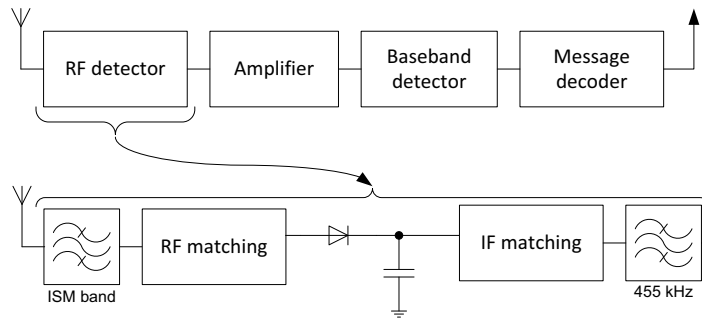 RF detector
Amplifier
Baseband
detector
Message
decoder
RF matching
IF matching
ISM band
455 kHz